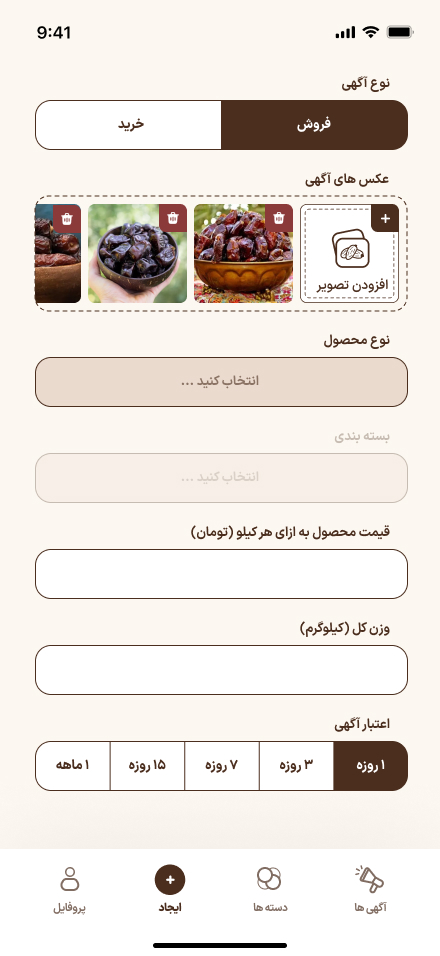 9:41
نوع آگهی
فروش
خرید
عکس های آگهی
افزودن تصویر
نوع محصول
انتخاب کنید ...
بسته بندی
انتخاب کنید ...
قیمت محصول به ازای هر کیلو (تومان)
وزن کل (کیلوگرم)
اعتبار آگهی
۱ روزه
۳ روزه
۷ روزه
۱۵ روزه
۱ ماهه
آگهی ها
دسته ها
ایجاد
پروفایل